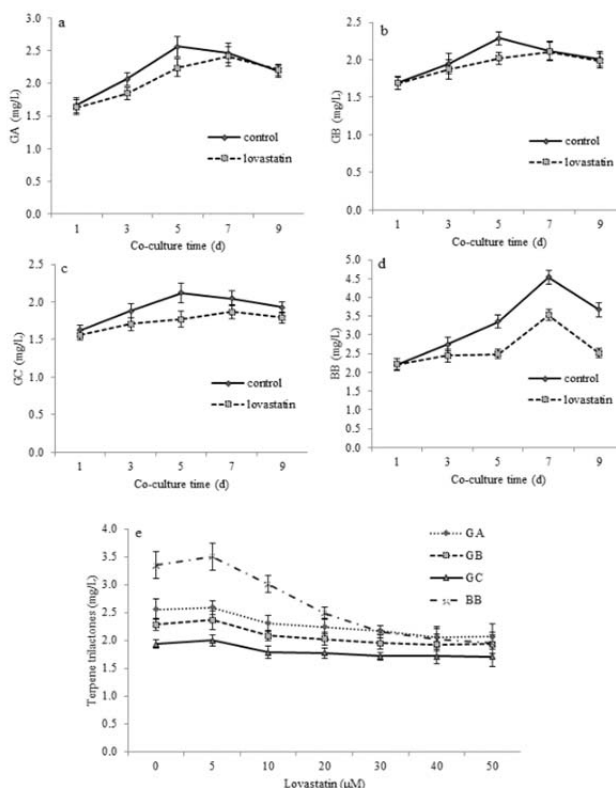 a
3.0
2.5
2.0
1.5
1.0
0.5
0.0
GA (mg/L)
control
lovastatin
1 3 5 7 9
Co-culture time (d)
b
2.5
2.0
1.5
1.0
0.5
0.0
GB (mg/L)
control
lovastatin
1 3 5 7 9
Co-culture time (d)
c
2.5
2.0
1.5
1.0
0.5
0.0
GC (mg/L)
control
lovastatin
1 3 5 7 9
Co-culture time (d)
d
5.0
4.5
4.0
3.5
3.0
2.5
2.0
1.5
1.0
0.5
0.0
BB (mg/L)
control
lovastatin
1 3 5 7 9
Co-culture time (d)
e
4.0
3.5
3.0
2.5
2.0
1.5
1.0
0.5
0.0
Terpene trilactones (mg/L)
GA
GB
GC
BB
0 5 10 20 30 40 50
Lovastatin (μM)